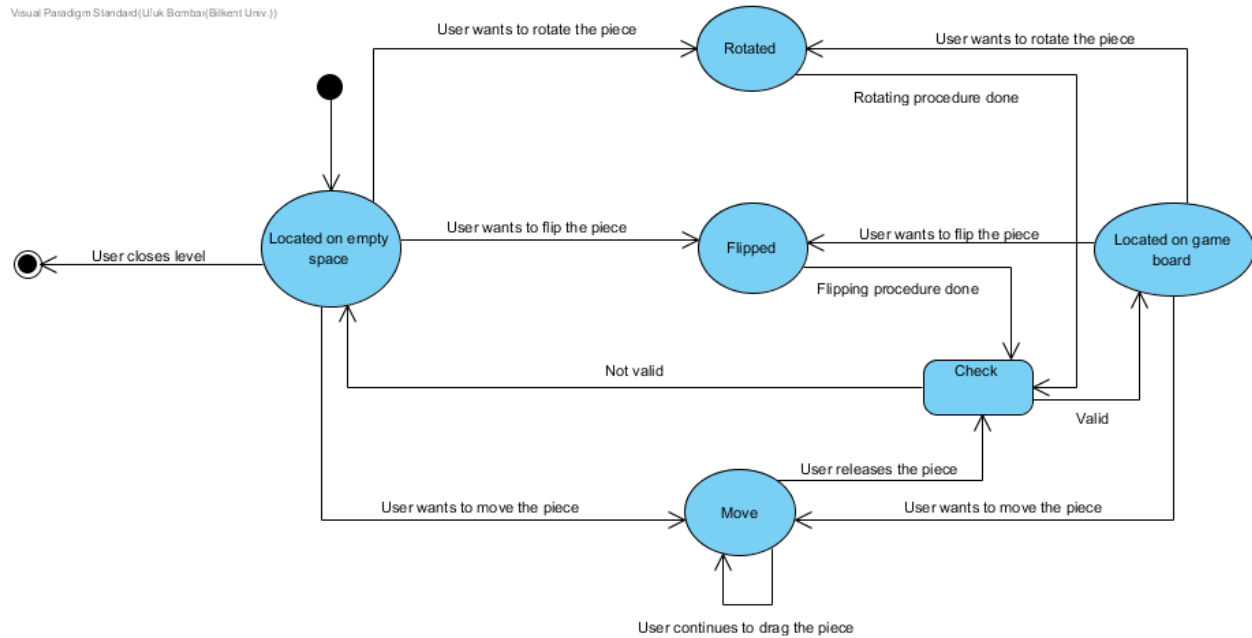 Visual Paradigm Standard(Ufuk Bombar(Bilkent Univ.))
User wants to rotate the piece
Rotated
User wants to rotate the piece
Rotating procedure done
Located on empty
space
User wants to flip the piece
Flipped
User wants to flip the piece
Located on game
board
User closes level
Flipping procedure done
Not valid
Check
Valid
User releases the piece
User wants to move the piece
Move
User wants to move the piece
User continues to drag the piece